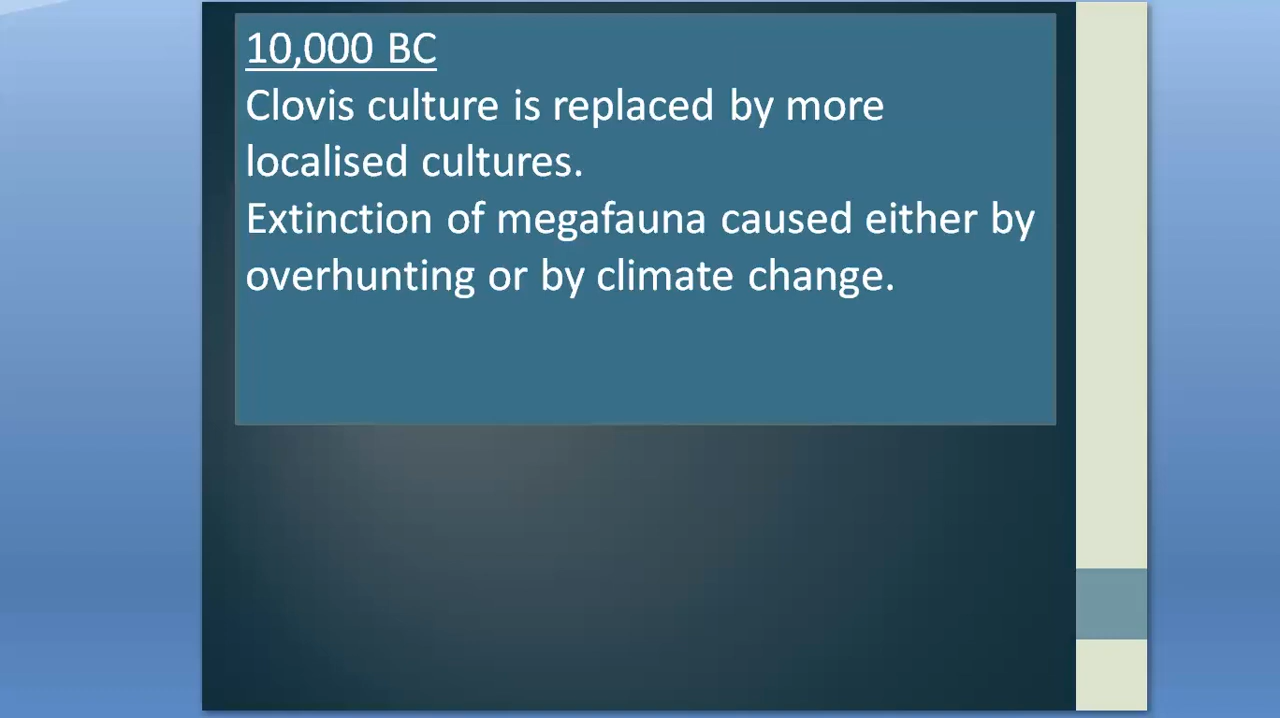 10,000 BC
Clovis culture is replaced by more
localised cultures.
Extinction of megafauna caused either by
overhunting or by climate change.